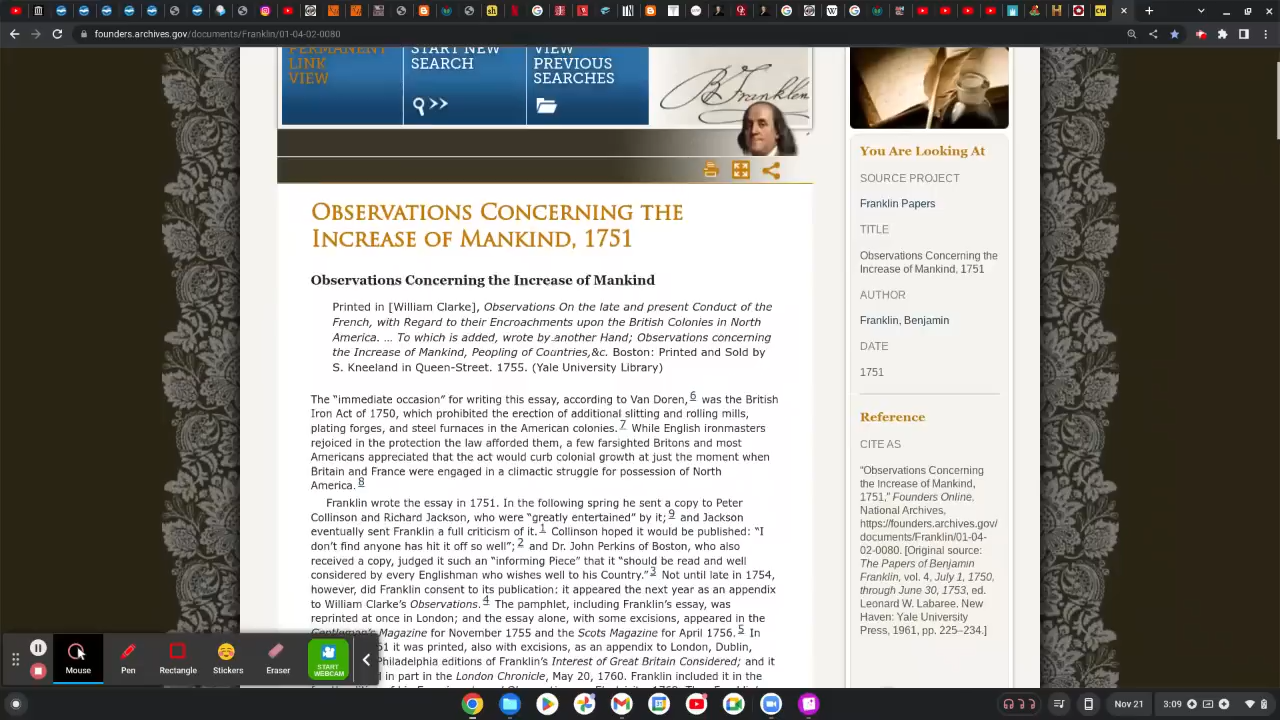 founders.archives.gov/documents/Franklin/01-04-02-0080
PERMANENT
LINK
VIEW
START NEW
SEARCH
VIEW
PREVIOUS
SEARCHES
B Franklin
OBSERVATIONS CONCERNING THE
INCREASE OF MANKIND, 1751
Observations Concerning the Increase of Mankind
Printed in [William Clarke], Observations On the late and present Conduct of the
French, with Regard to their Encroachments upon the British Colonies in North
America. ... To which is added, wrote by another Hand; Observations concerning
the Increase of Mankind, Peopling of Countries,&c. Boston: Printed and Sold by
S. Kneeland in Queen-Street. 1755. (Yale University Library)
The “immediate occasion” for writing this essay, according to Van Doren,6 was the British
Iron Act of 1750, which prohibited the erection of additional slitting and rolling mills,
plating forges, and steel furnaces in the American colonies.7 While English ironmasters
rejoiced in the protection the law afforded them, a few farsighted Britons and most
Americans appreciated that the act would curb colonial growth at just the moment when
Britain and France were engaged in a climactic struggle for possession of North
America.8
Franklin wrote the essay in 1751. In the following spring he sent a copy to Peter
Collinson and Richard Jackson, who were “greatly entertained” by it;9 and Jackson
eventually sent Franklin a full criticism of it.1 Collinson hoped it would be published: “I
don’t find anyone has hit it off so well”;2 and Dr. John Perkins of Boston, who also
received a copy, judged it such an “informing Piece” that it “should be read and well
considered by every Englishman who wishes well to his Country.”3 Not until late in 1754,
however, did Franklin consent to its publication: it appeared the next year as an appendix
to William Clarke’s Observations.4 The pamphlet, including Franklin’s essay, was
reprinted at once in London; and the essay alone, with some excisions, appeared in the
Gentleman’s Magazine for November 1755 and the Scots Magazine for April 1756.5 In
61 it was printed, also with excisions, as an appendix to London, Dublin,
Philadelphia editions of Franklin’s Interest of Great Britain Considered; and it
in part in the London Chronicle, May 20, 1760. Franklin included it in the
You Are Looking At
SOURCE PROJECT
Franklin Papers
TITLE
Observations Concerning the
Increase of Mankind, 1751
AUTHOR
Franklin, Benjamin
DATE
1751
Reference
CITE AS
“Observations Concerning
the Increase of Mankind,
1751,” Founders Online,
National Archives,
https://founders.archives.gov/
documents/Franklin/01-04-
02-0080. [Original source:
The Papers of Benjamin
Franklin, vol. 4, July 1, 1750,
through June 30, 1753, ed.
Leonard W. Labaree. New
Haven: Yale University
Press, 1961, pp. 225–234.]
Mouse
Pen
Rectangle
Stickers
Eraser
START
WEBCAM
Nov 21
3:09